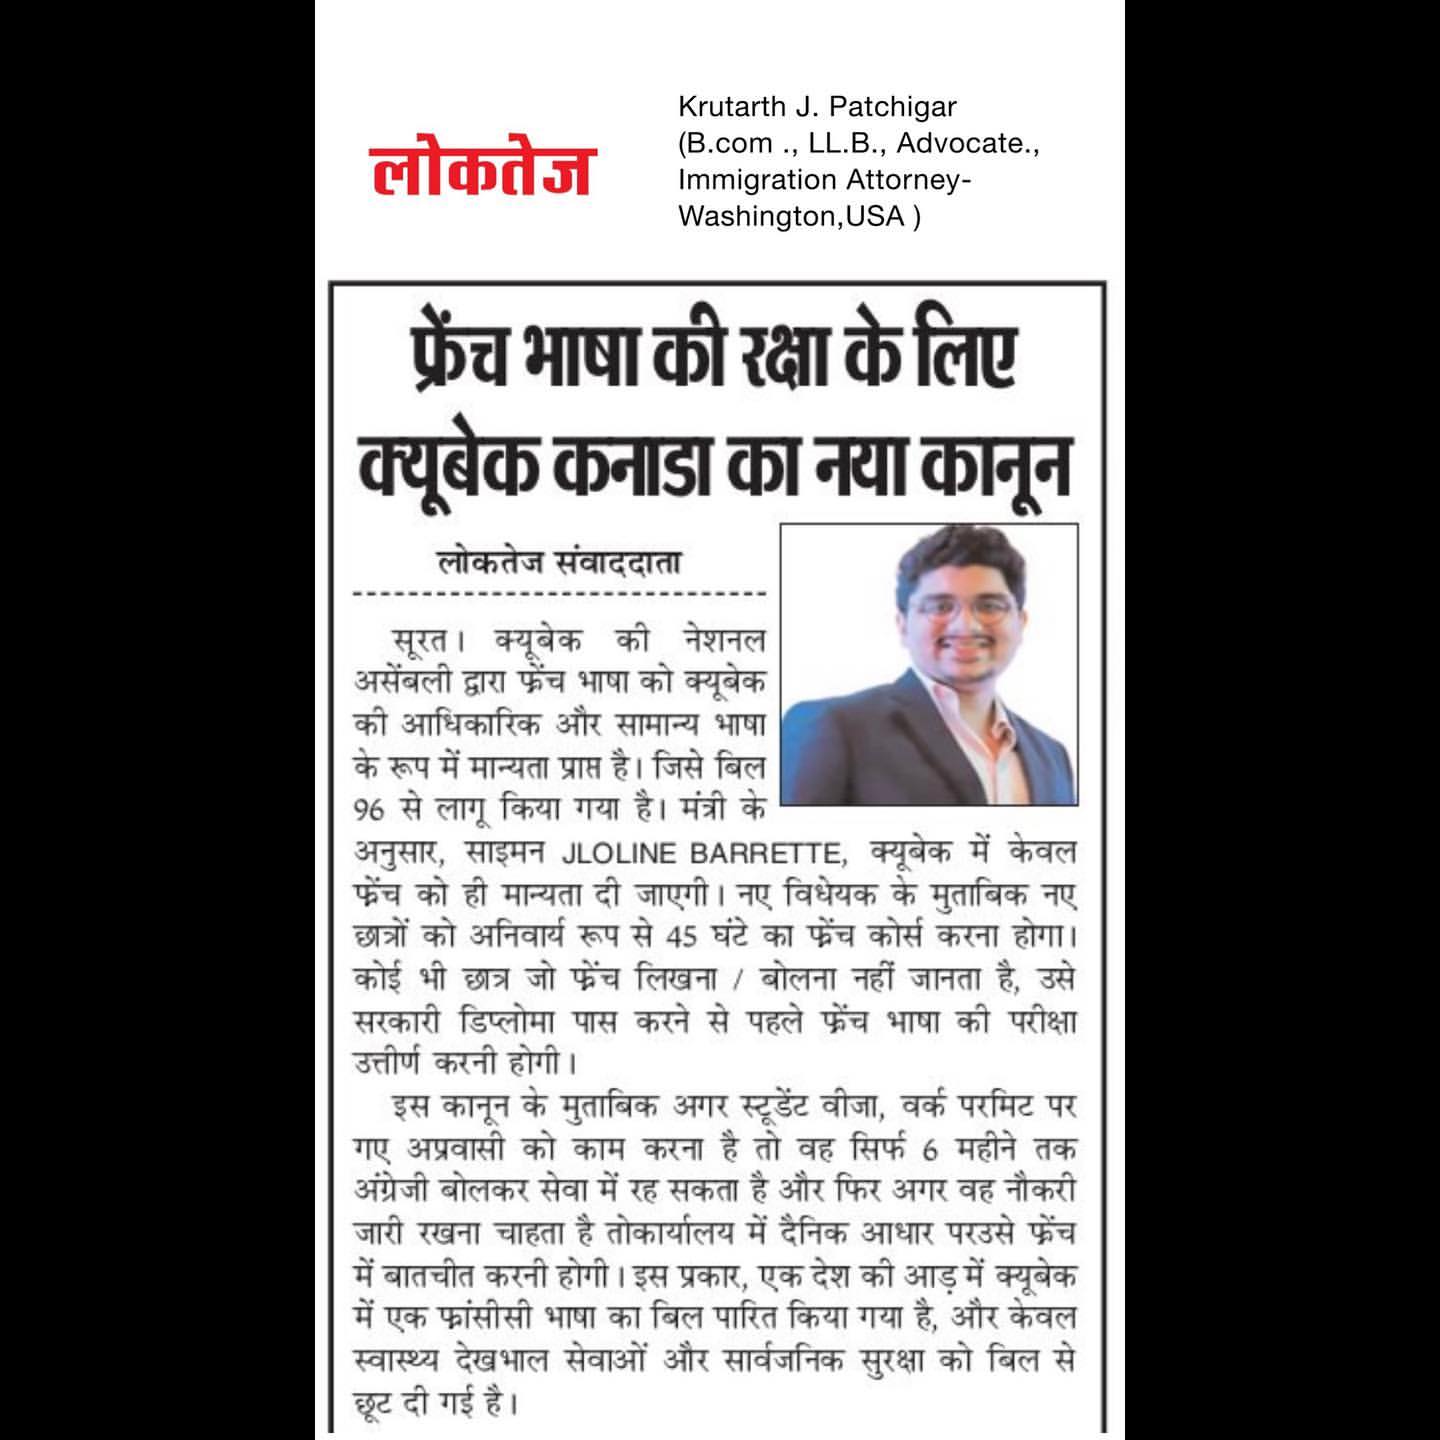 लोकतेज
Krutarth J. Patchigar
(B.com ., LL.B., Advocate.,
Immigration Attorney-
Washington,USA )
फ्रेंच भाषा की रक्षा के लिए
क्यूबेक कनाडा का नया कानून
लोकतेज संवाददाता
सूरत। क्यूबेक की नेशनल
असेंबली द्वारा फ्रेंच भाषा को क्यूबेक
की आधिकारिक और सामान्य भाषा
के रूप में मान्यता प्राप्त है। जिसे बिल
96 से लागू किया गया है। मंत्री के
अनुसार, साइमन JLOLINE BARRETTE, क्यूबेक में केवल
फ्रेंच को ही मान्यता दी जाएगी। नए विधेयक के मुताबिक नए
छात्रों को अनिवार्य रूप से 45 घंटे का फ्रेंच कोर्स करना होगा।
कोई भी छात्र जो फ्रेंच लिखना / बोलना नहीं जानता है, उसे
सरकारी डिप्लोमा पास करने से पहले फ्रेंच भाषा की परीक्षा
उत्तीर्ण करनी होगी।
इस कानून के मुताबिक अगर स्टूडेंट वीजा, वर्क परमिट पर
गए अप्रवासी को काम करना है तो वह सिर्फ 6 महीने तक
अंग्रेजी बोलकर सेवा में रह सकता है और फिर अगर वह नौकरी
जारी रखना चाहता है तोकार्यालय में दैनिक आधार परउसे फ्रेंच
में बातचीत करनी होगी। इस प्रकार, एक देश की आड़ में क्यूबेक
में एक फ्रांसीसी भाषा का बिल पारित किया गया है, और केवल
स्वास्थ्य देखभाल सेवाओं और सार्वजनिक सुरक्षा को बिल से
छूट दी गई है।